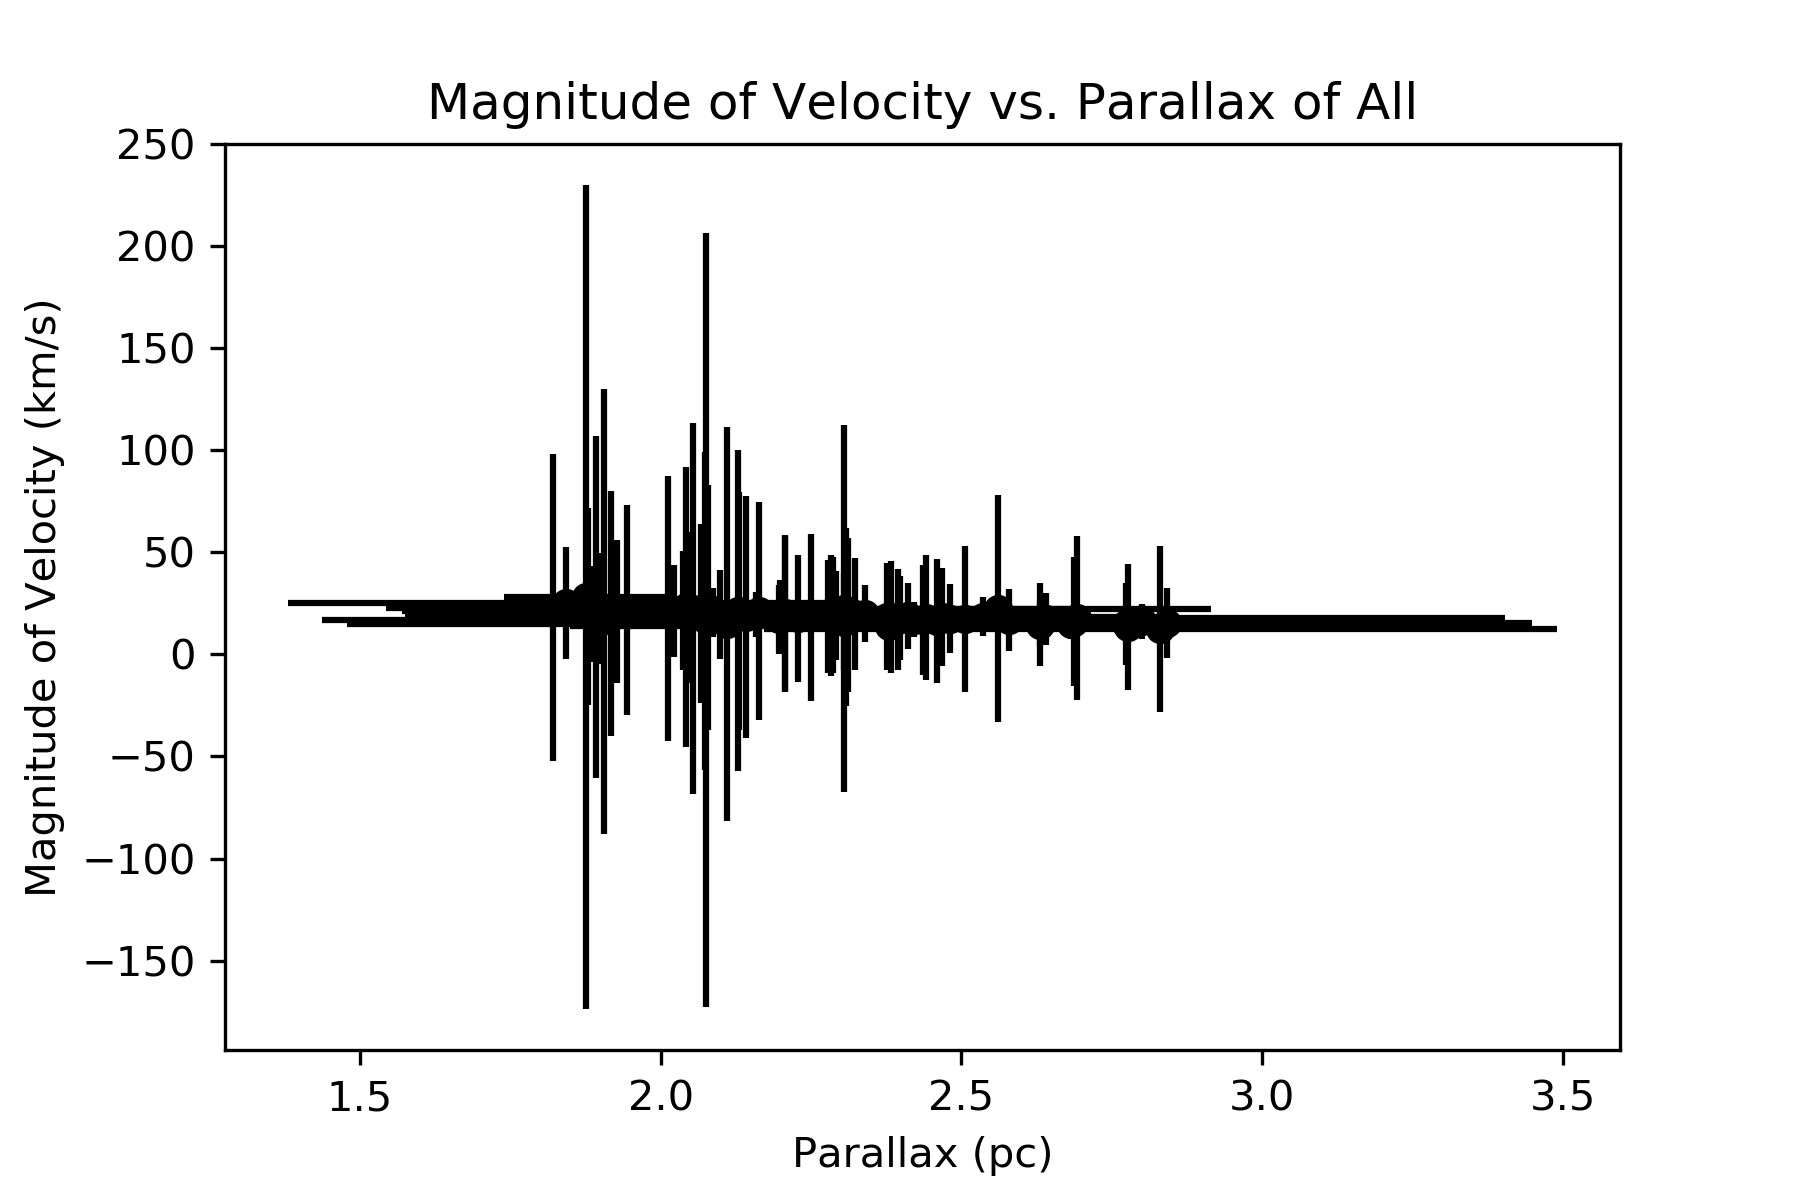 Magnitude of Velocity vs. Parallax of All
250
200
150
100
50
0
−50
−100
−150
Magnitude of Velocity (km/s)
1.5 2.0 2.5 3.0 3.5
Parallax (pc)